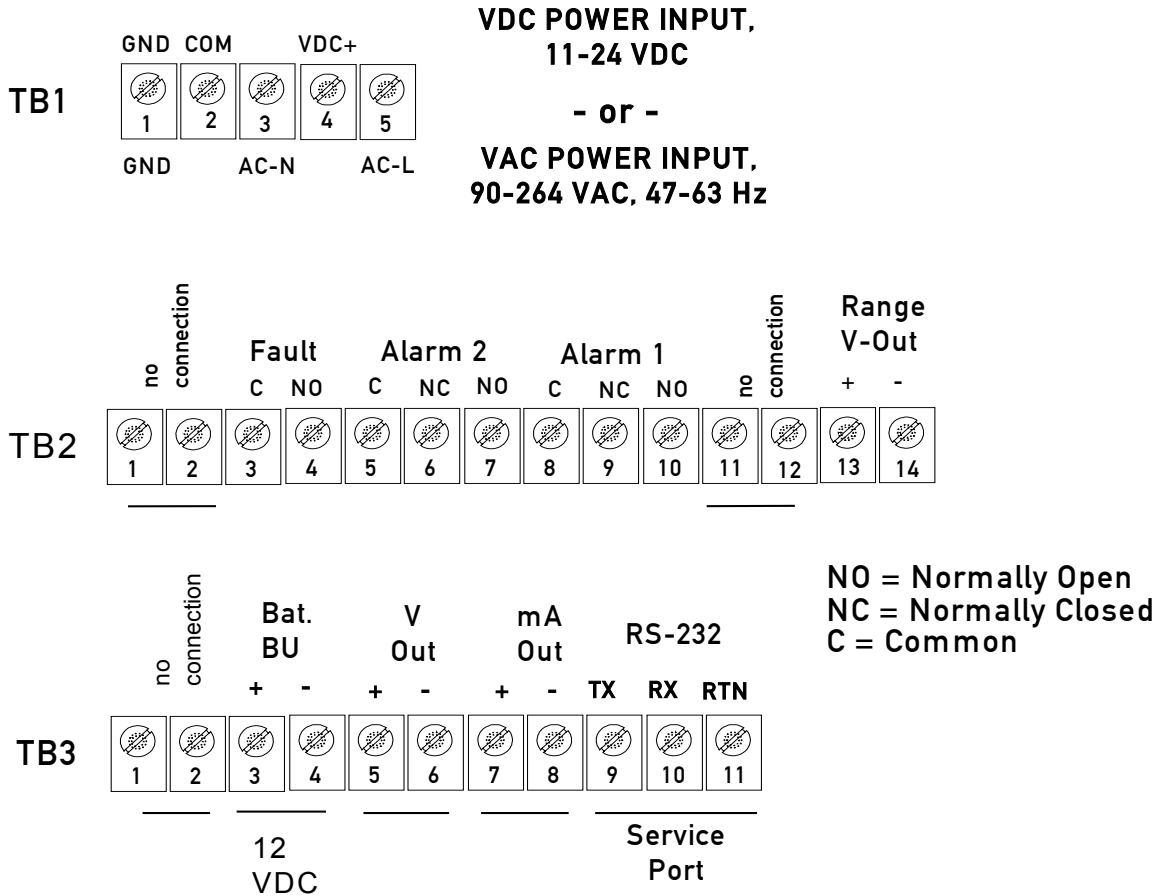 VDC POWER INPUT,
11-24 VDC
- or -
VAC POWER INPUT,
90-264 VAC, 47-63 Hz
GND COM VDC+
TB1
1 2 3 4 5
GND AC-N AC-L
no
connection
Fault
Alarm 2
Alarm 1
no
connection
Range
V-Out
C NO C NC NO C NC NO + -
TB2
1 2 3 4 5 6 7 8 9 10 11 12 13 14
NO = Normally Open
NC = Normally Closed
C = Common
no
connection
Bat.
BU
V
Out
mA
Out
RS-232
+ - + - + - TX RX RTN
TB3
1 2 3 4 5 6 7 8 9 10 11
12
VDC
Service
Port